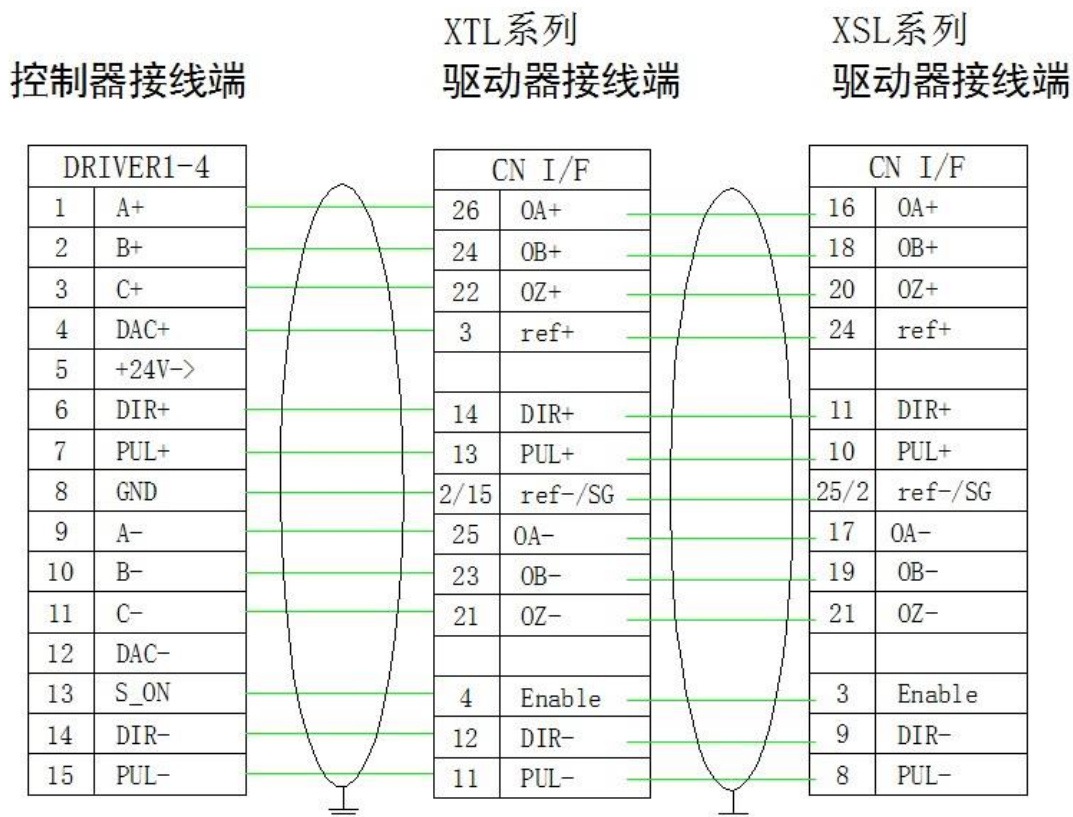 XTL系列
XSL系列
控制器接线端
驱动器接线端
驱动器接线端
DRIVER1-4
CN I/F
CN I/F
1 A+ 26 OA+ 16 OA+
2 B+ 24 OB+ 18 OB+
3 C+ 22 OZ+ 20 OZ+
4 DAC+ 3 ref+ 24 ref+
5 +24V->
6 DIR+ 14 DIR+ 11 DIR+
7 PUL+ 13 PUL+ 10 PUL+
8 GND 2/15 ref-/SG 25/2 ref-/SG
9 A- 25 OA- 17 OA-
10 B- 23 OB- 19 OB-
11 C- 21 OZ- 21 OZ-
12 DAC-
13 S_ON 4 Enable 3 Enable
14 DIR- 12 DIR- 9 DIR-
15 PUL- 11 PUL- 8 PUL-